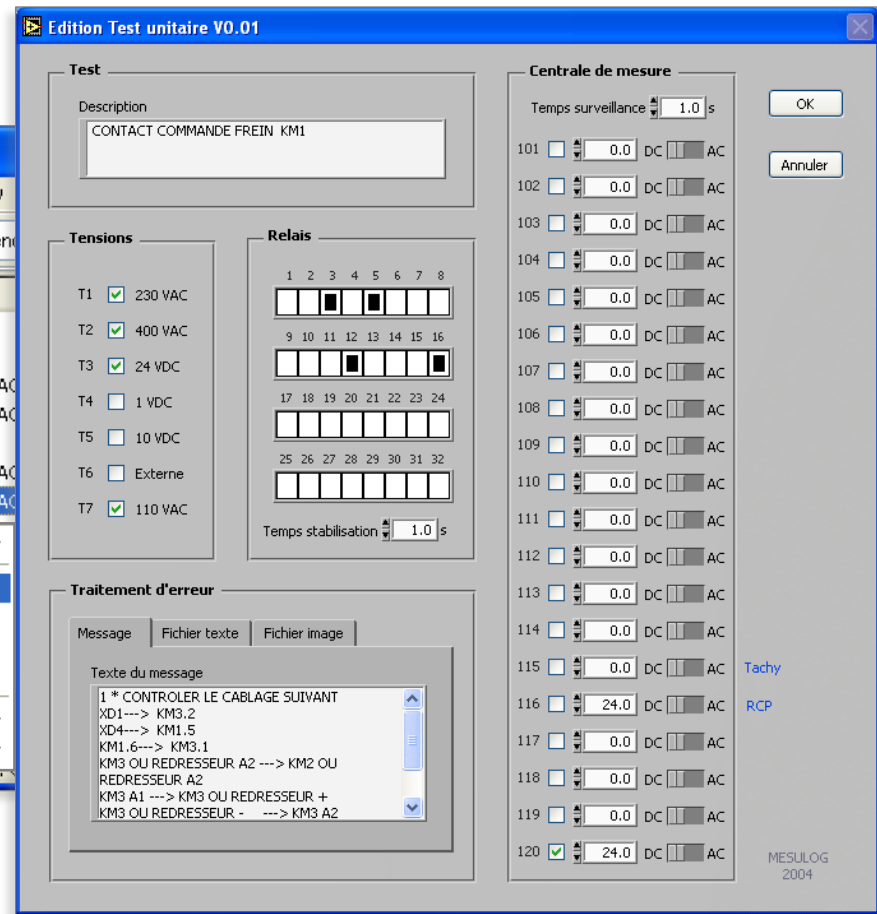 Edition Test unitaire V0.01
Test
Description
CONTACT COMMANDE FREIN KM1
Tensions
T1 230 VAC
T2 400 VAC
T3 24 VDC
T4 1 VDC
T5 10 VDC
T6 Externe
T7 110 VAC
Relais
1 2 3 4 5 6 7 8
9 10 11 12 13 14 15 16
17 18 19 20 21 22 23 24
25 26 27 28 29 30 31 32
Temps stabilisation 1.0 s
Traitement d'erreur
Message Fichier texte Fichier image
Texte du message
1 * CONTROLER LE CABLAGE SUIVANT
XD1---> KM3.2
XD4---> KM1.5
KM1.6---> KM3.1
KM3 OU REDRESSEUR A2 ---> KM2 OU
REDRESSEUR A2
KM3 A1 ---> KM3 OU REDRESSEUR +
KM3 OU REDRESSEUR - ---> KM3 A2
Centrale de mesure
Temps surveillance 1.0 s
101 0.0 DC AC
102 0.0 DC AC
103 0.0 DC AC
104 0.0 DC AC
105 0.0 DC AC
106 0.0 DC AC
107 0.0 DC AC
108 0.0 DC AC
109 0.0 DC AC
110 0.0 DC AC
111 0.0 DC AC
112 0.0 DC AC
113 0.0 DC AC
114 0.0 DC AC
115 0.0 DC AC Tachy
116 24.0 DC AC RCP
117 0.0 DC AC
118 0.0 DC AC
119 0.0 DC AC
120 24.0 DC AC
OK
Annuler
MESULOG
2004